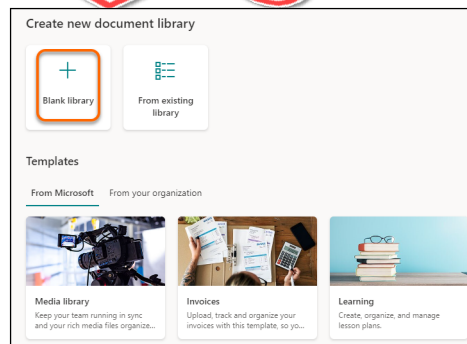 Create new document library
Blank library
From existing
library
Templates
From Microsoft From your organization
Media library
Keep your team running in sync
and your rich media files organize...
Invoices
Upload, track and organize your
invoices with this template, so yo...
Learning
Create, organize, and manage
lesson plans.